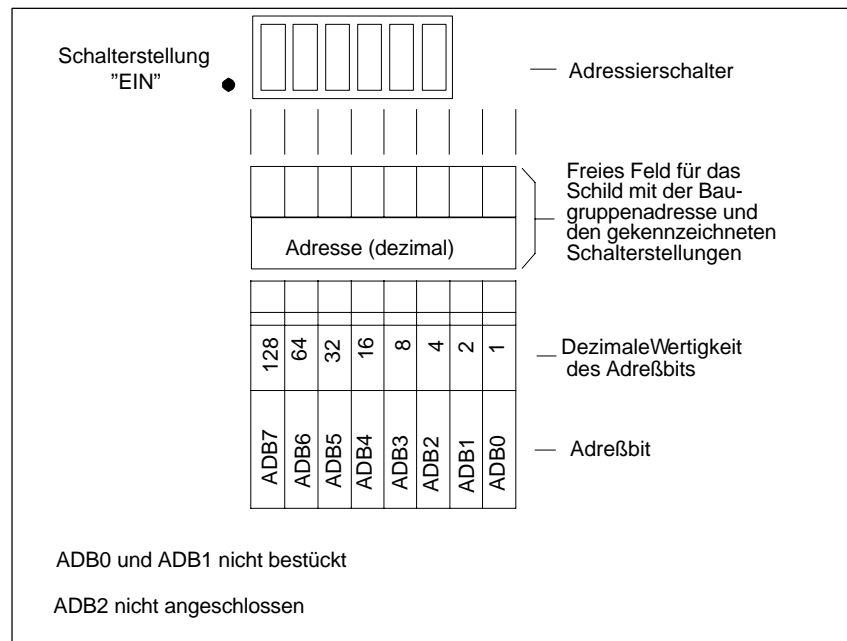 Schalterstellung
"EIN"
Adressierschalter
Freies Feld für das
Schild mit der Bau-
gruppenadresse und
den gekennzeichneten
Schalterstellungen
Adresse (dezimal)
128 64 32 16 8 4 2 1
DezimaleWertigkeit
des Adreßbits
ADB7 ADB6 ADB5 ADB4 ADB3 ADB2 ADB1 ADB0
Adreßbit
ADB0 und ADB1 nicht bestückt
ADB2 nicht angeschlossen